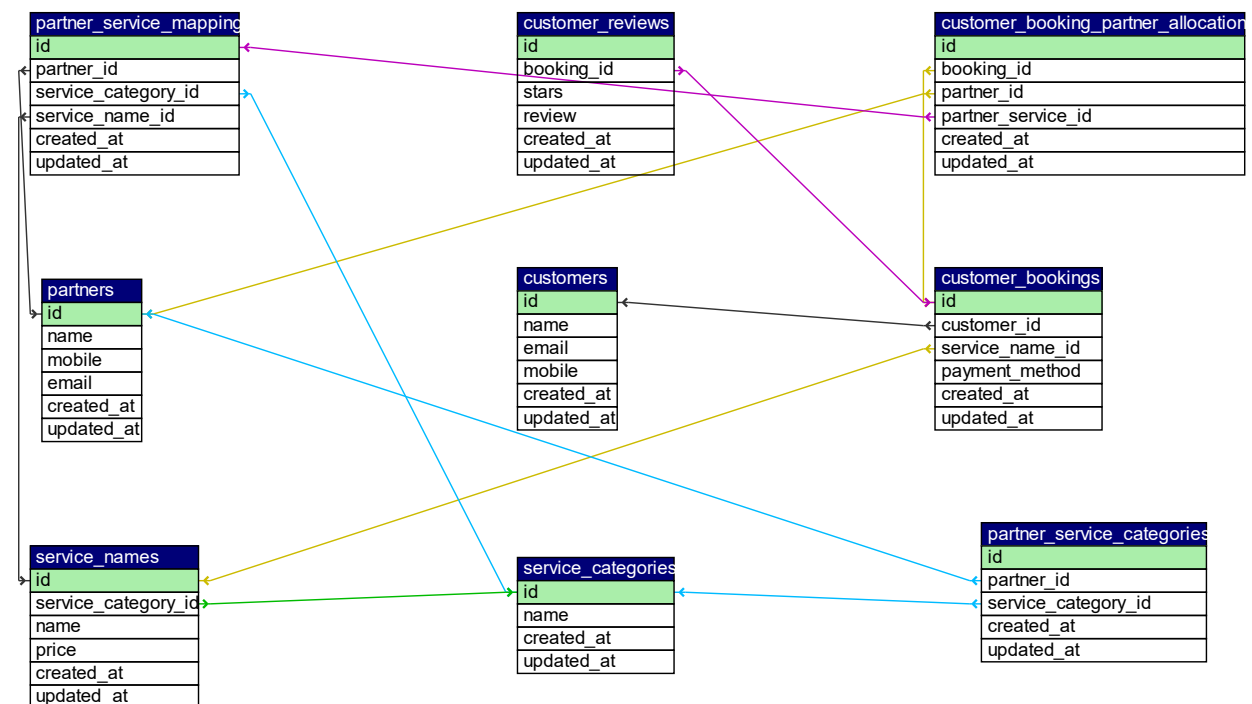 partner_service_mapping
id
partner_id
service_category_id
service_name_id
created_at
updated_at
customer_reviews
id
booking_id
stars
review
created_at
updated_at
customer_booking_partner_allocation
id
booking_id
partner_id
partner_service_id
created_at
updated_at
partners
id
name
mobile
email
created_at
updated_at
customers
id
name
email
mobile
created_at
updated_at
customer_bookings
id
customer_id
service_name_id
payment_method
created_at
updated_at
service_names
id
service_category_id
name
price
created_at
updated_at
service_categories
id
name
created_at
updated_at
partner_service_categories
id
partner_id
service_category_id
created_at
updated_at